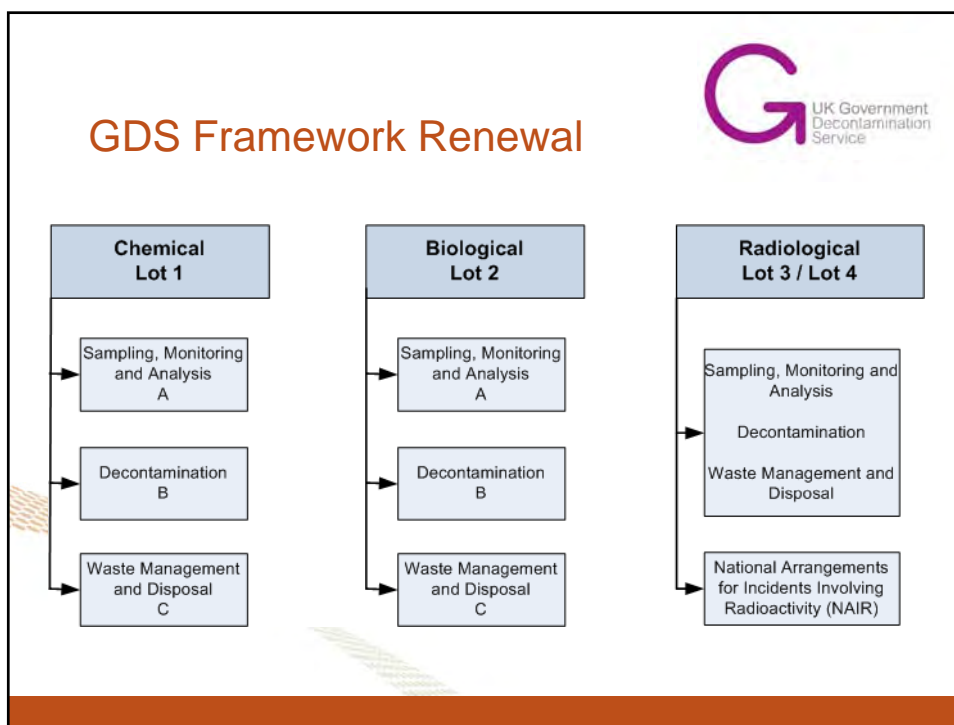 UK Government
Decontamination
Service
GDS Framework Renewal
Chemical
Lot 1
Sampling, Monitoring
and Analysis
A
Decontamination
B
Waste Management
and Disposal
C
Biological
Lot 2
Sampling, Monitoring
and Analysis
A
Decontamination
B
Waste Management
and Disposal
C
Radiological
Lot 3 / Lot 4
Sampling, Monitoring and
Analysis
Decontamination
Waste Management and
Disposal
National Arrangements
for Incidents Involving
Radioactivity (NAIR)